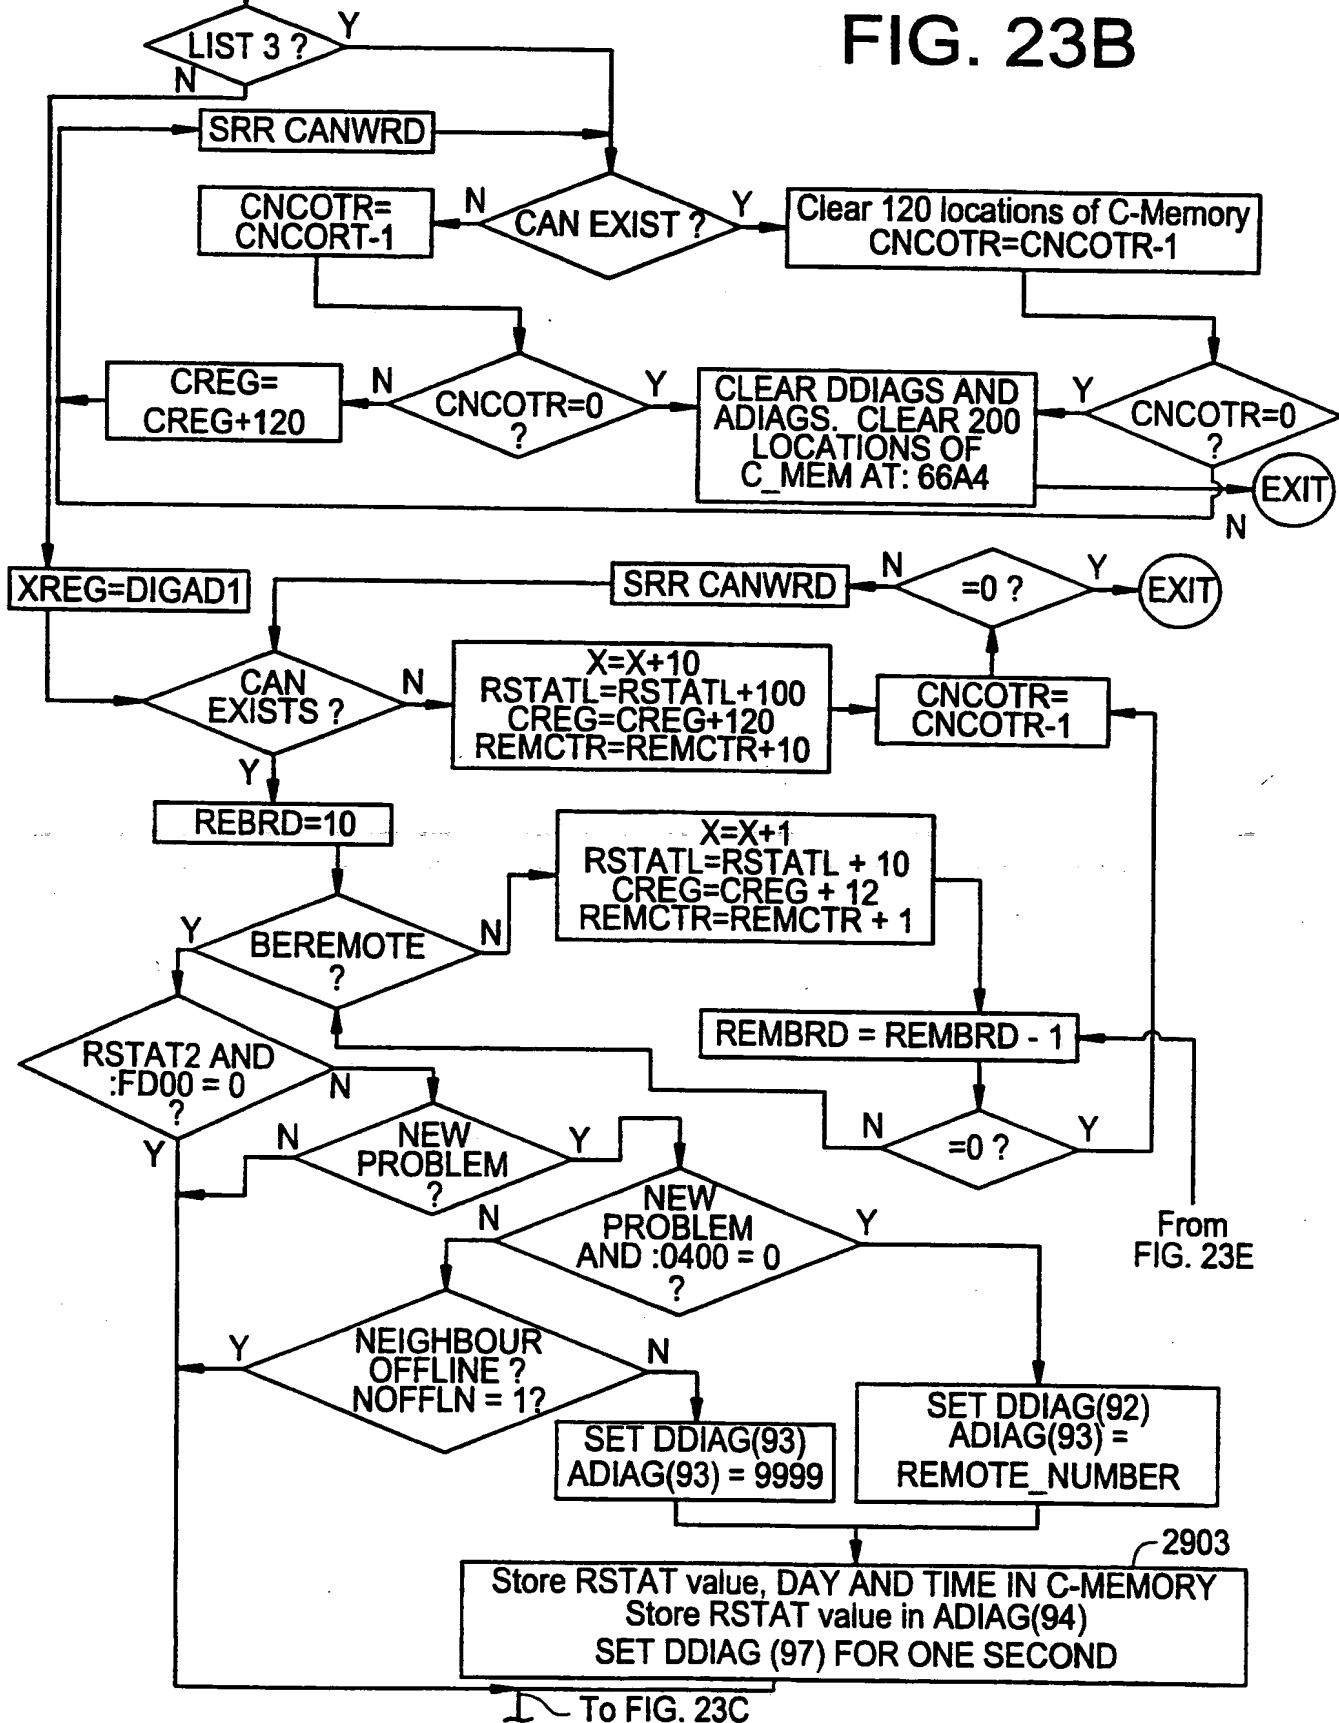 FIG. 23B
LIST 3 ?
Y
N
SRR CANWRD
CNCOTR=
CNCORT-1
N
CAN EXIST ?
Y
Clear 120 locations of C-Memory
CNCOTR=CNCOTR-1
CREG=
CREG+120
N
CNCOTR=0
?
Y
CLEAR DDIAGS AND
ADIAGS. CLEAR 200
LOCATIONS OF
C_MEM AT: 66A4
Y
CNCOTR=0
?
EXIT
N
XREG=DIGAD1
SRR CANWRD
N
=0 ?
Y
EXIT
CAN
EXISTS ?
N
Y
X=X+10
RSTATL=RSTATL+100
CREG=CREG+120
REMCTR=REMCTR+10
CNCOTR=
CNCOTR-1
REBRD=10
X=X+1
RSTATL=RSTATL + 10
CREG=CREG + 12
REMCTR=REMCTR + 1
Y
BEREMOTE
?
N
RSTAT2 AND
:FD00 = 0
?
N
Y
REMBRD = REMBRD - 1
N
=0 ?
Y
From
FIG. 23E
N
NEW
PROBLEM
?
Y
N
NEW
PROBLEM
AND :0400 = 0
?
Y
Y
NEIGHBOUR
OFFLINE ?
NOFFLN = 1?
N
SET DDIAG(93)
ADIAG(93) = 9999
SET DDIAG(92)
ADIAG(93) =
REMOTE_NUMBER
2903
Store RSTAT value, DAY AND TIME IN C-MEMORY
Store RSTAT value in ADIAG(94)
SET DDIAG (97) FOR ONE SECOND
To FIG. 23C